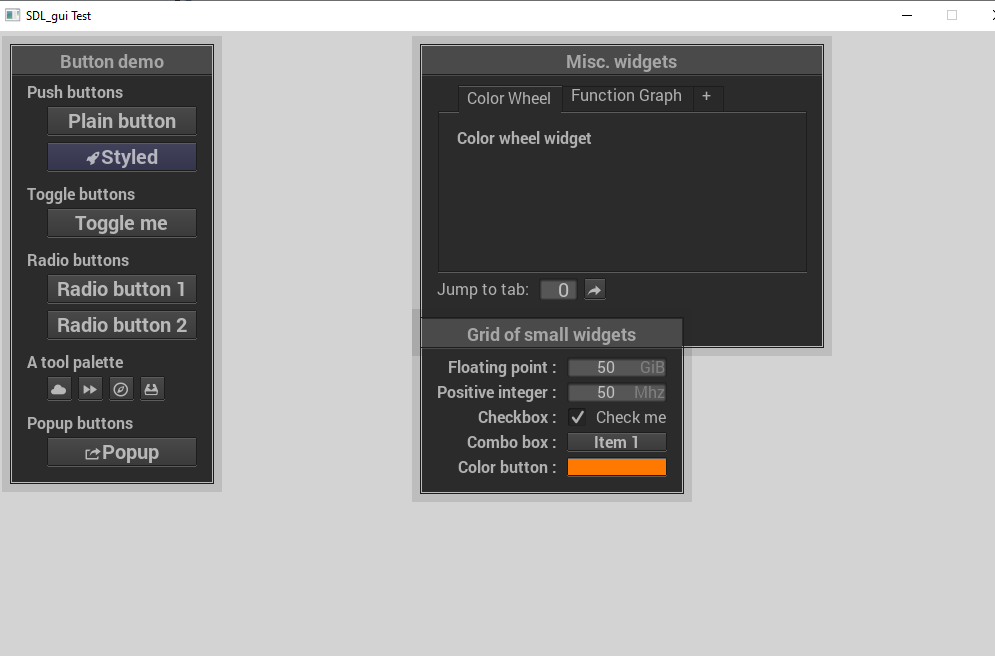 SDL_gui Test
Button demo
Push buttons
Plain button
Styled
Toggle buttons
Toggle me
Radio buttons
Radio button 1
Radio button 2
A tool palette
Popup buttons
Popup
Misc. widgets
Color Wheel Function Graph +
Color wheel widget
Jump to tab: 0
Grid of small widgets
Floating point : 50 GiB
Positive integer : 50 Mhz
Checkbox : Check me
Combo box : Item 1
Color button :